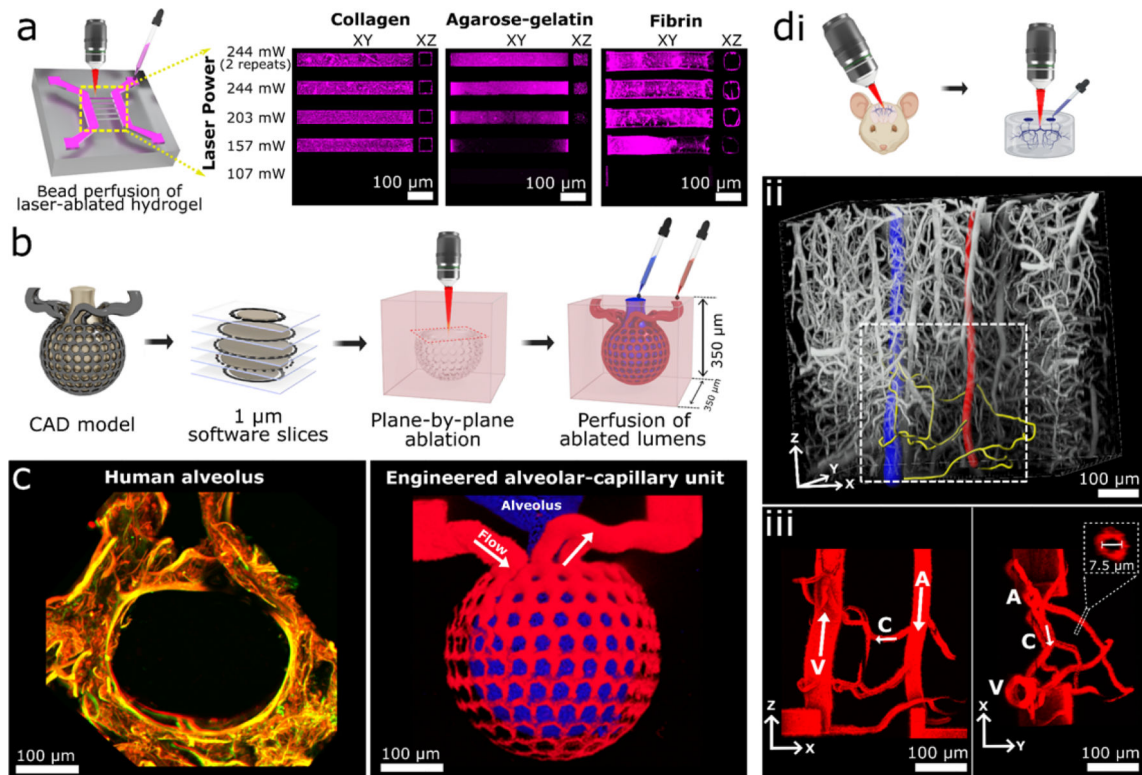 a
Collagen
Agarose-gelatin
Fibrin
XY XZ
XY XZ
XY XZ
Laser Power
244 mW
(2 repeats)
244 mW
203 mW
157 mW
107 mW
100 µm
100 µm
100 µm
Bead perfusion of
laser-ablated hydrogel
b
CAD model
1 µm
software slices
Plane-by-plane
ablation
Perfusion of
ablated lumens
350 µm
350 µm
c
Human alveolus
100 µm
Engineered alveolar-capillary unit
Alveolus
Flow
100 µm
di
ii
Z
Y
X
100 µm
iii
A
C
V
Z
X
100 µm
7.5 µm
A
C
V
X
Y
100 µm